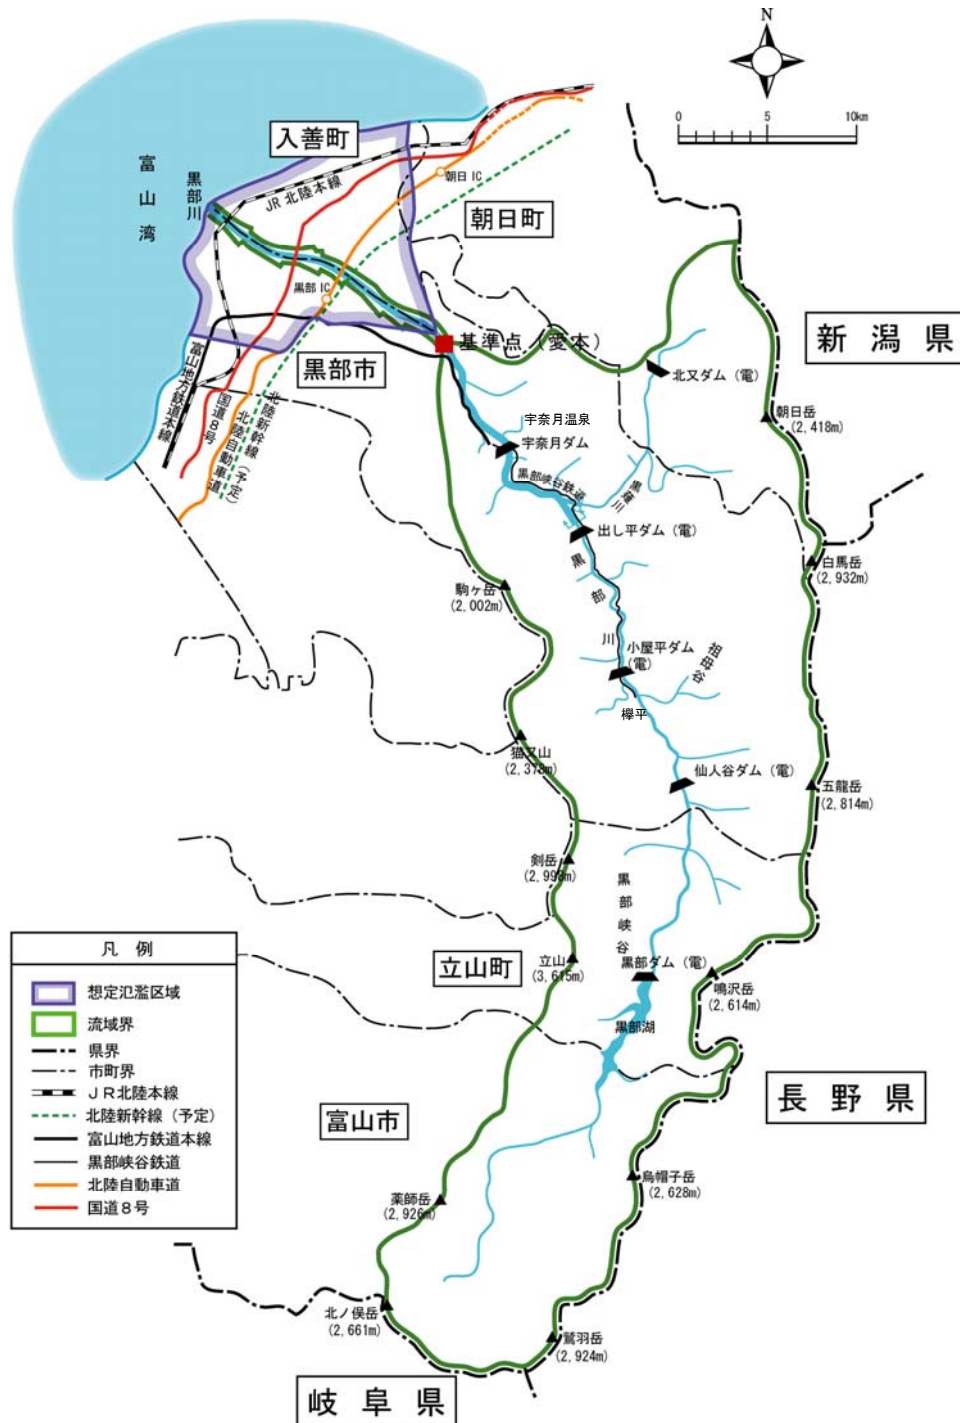 N
0 5 10km
入善町
富山湾
黒部川
JR北陸本線
朝日 IC
朝日町
黒部 IC
基準点（愛本）
新潟県
黒部市
北又ダム（電）
富山地方鉄道本線
国道８号
北陸自動車道
北陸新幹線（予定）
朝日岳
(2,418m)
宇奈月温泉
宇奈月ダム
黒部峡谷鉄道
黒薙川
出し平ダム（電）
白馬岳
(2,932m)
黒部川
駒ヶ岳
(2,002m)
小屋平ダム
（電）
祖母谷
欅平
猫又山
(2,378m)
仙人谷ダム（電）
五龍岳
(2,814m)
剣岳
(2,998m)
黒部峡谷
立山町
立山
(3,615m)
黒部ダム（電）
鳴沢岳
(2,614m)
黒部湖
長野県
富山市
烏帽子岳
(2,628m)
薬師岳
(2,926m)
北ノ俣岳
(2,661m)
鷲羽岳
(2,924m)
岐阜県
凡 例
想定氾濫区域
流域界
県界
市町界
ＪＲ北陸本線
北陸新幹線（予定）
富山地方鉄道本線
黒部峡谷鉄道
北陸自動車道
国道８号